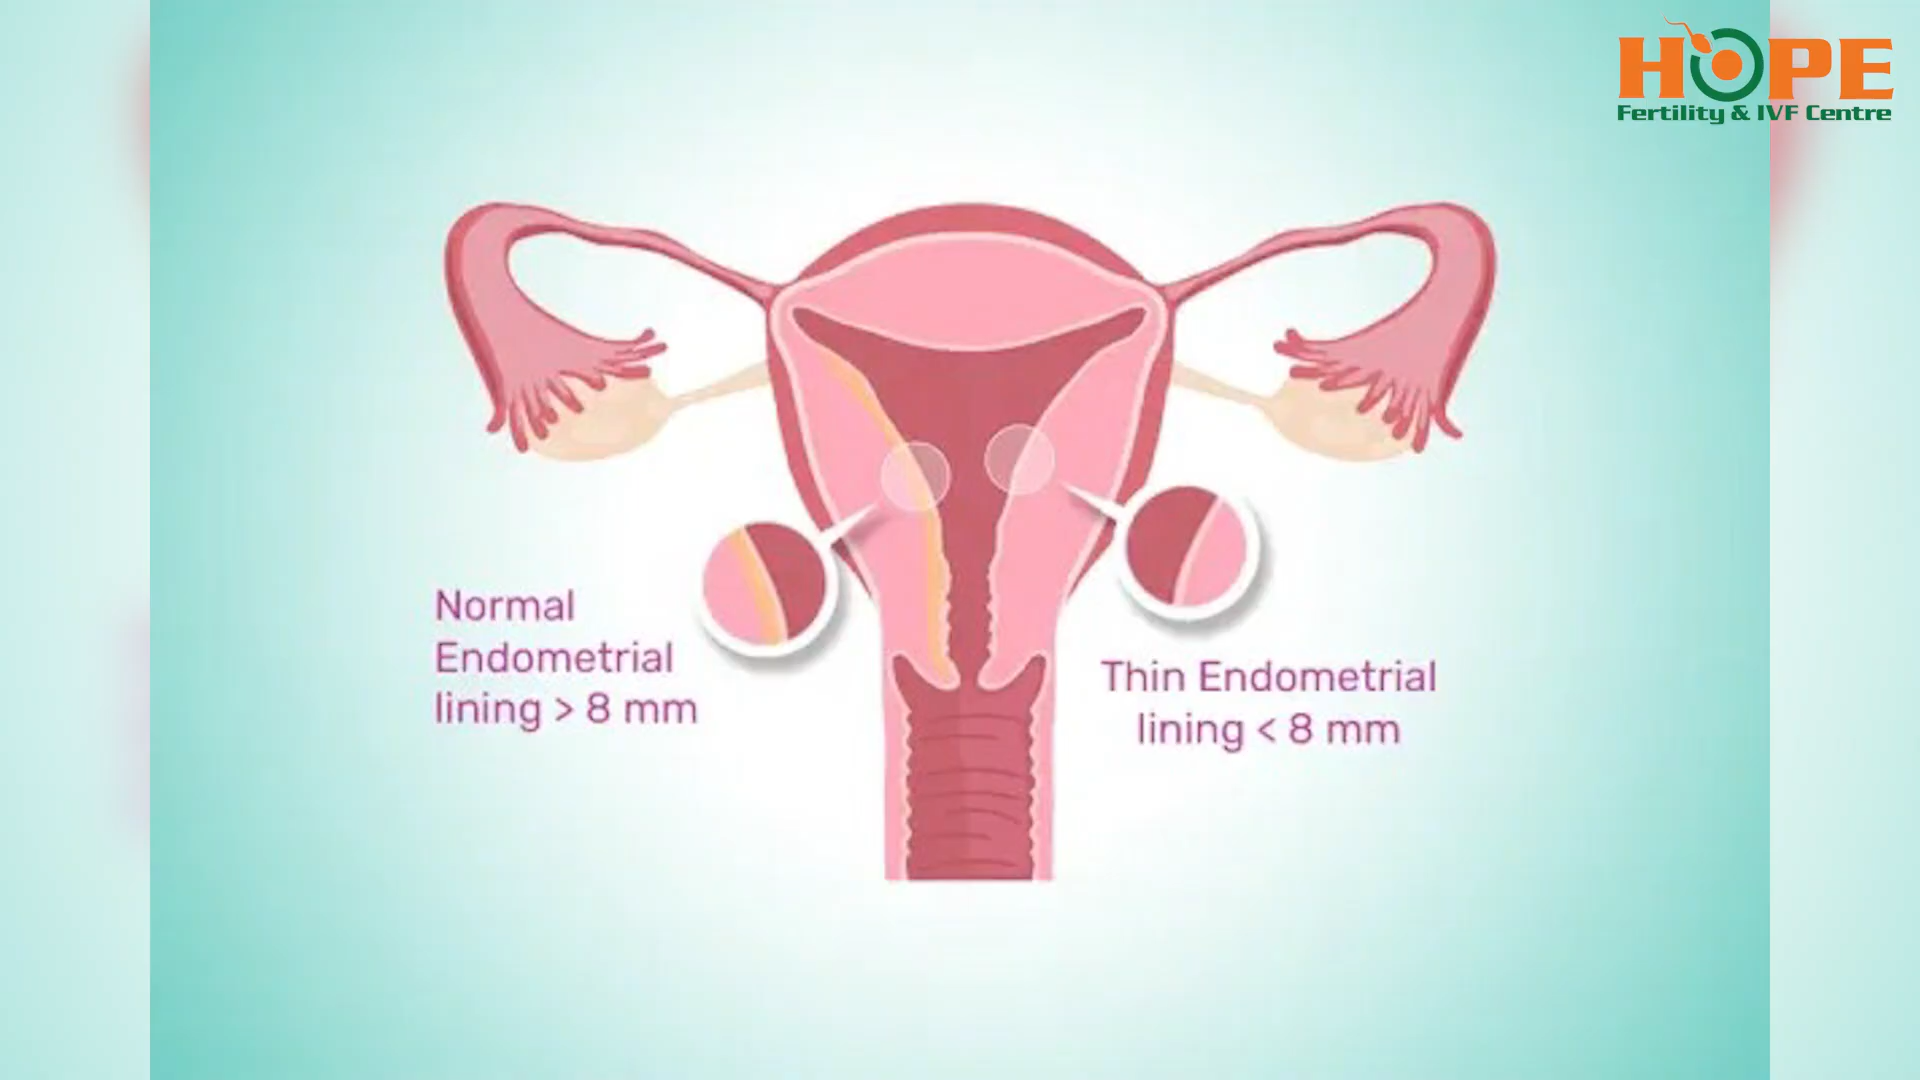 HOPE
Fertility & IVF Centre
Normal
Endometrial
lining > 8 mm
Thin Endometrial
lining < 8 mm